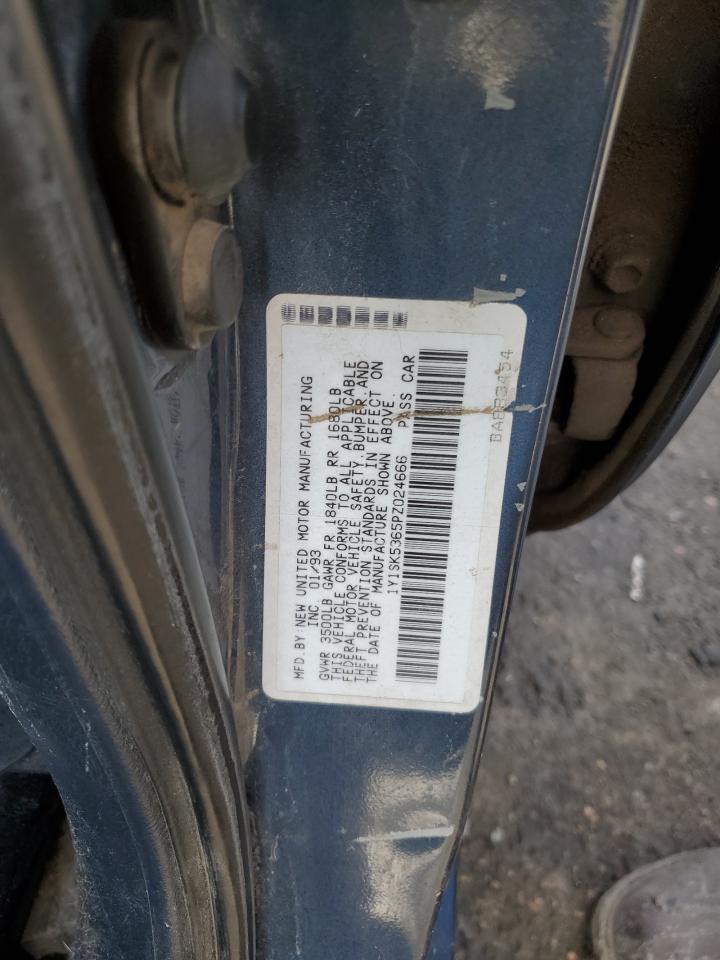 MFD.BY:NEW UNITED MOTOR MANUFACTURING
INC. 01/93
GVWR 3500LB GAWR FR 1840LB RR 1680LB
THIS VEHICLE CONFORMS TO ALL APPLICABLE
FEDERAL MOTOR VEHICLE SAFETY,BUMPER,AND
THEFT PREVENTION STANDARDS IN EFFECT ON
THE DATE OF MANUFACTURE SHOWN ABOVE.
1Y1SK5365PZ024666 PASS CAR